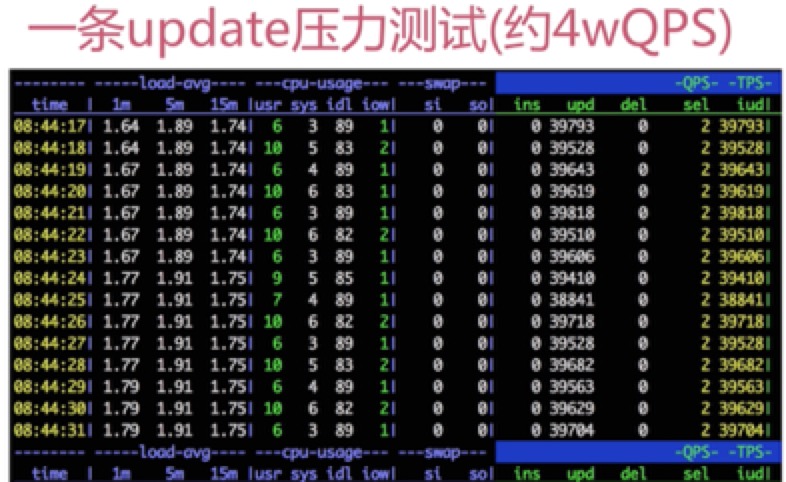 一条update压力测试(约4wQPS)
-------- -----load-avg---- ---cpu-usage--- ---swap--- -QPS- -TPS-
time | 1m 5m 15m |usr sys idl iow| si so| ins upd del sel iud|
08:44:17| 1.64 1.89 1.74| 6 3 89 1| 0 0| 0 39793 0 2 39793|
08:44:18| 1.64 1.89 1.74| 10 5 83 2| 0 0| 0 39528 0 2 39528|
08:44:19| 1.67 1.89 1.74| 6 4 89 1| 0 0| 0 39643 0 2 39643|
08:44:20| 1.67 1.89 1.74| 10 6 83 1| 0 0| 0 39619 0 2 39619|
08:44:21| 1.67 1.89 1.74| 6 3 89 1| 0 0| 0 39818 0 2 39818|
08:44:22| 1.67 1.89 1.74| 10 6 82 2| 0 0| 0 39510 0 2 39510|
08:44:23| 1.67 1.89 1.74| 6 3 89 1| 0 0| 0 39606 0 2 39606|
08:44:24| 1.77 1.91 1.75| 9 5 85 1| 0 0| 0 39410 0 2 39410|
08:44:25| 1.77 1.91 1.75| 7 4 89 1| 0 0| 0 38841 0 2 38841|
08:44:26| 1.77 1.91 1.75| 10 6 82 2| 0 0| 0 39718 0 2 39718|
08:44:27| 1.77 1.91 1.75| 6 3 89 1| 0 0| 0 39528 0 2 39528|
08:44:28| 1.77 1.91 1.75| 10 5 83 2| 0 0| 0 39682 0 2 39682|
08:44:29| 1.79 1.91 1.75| 6 4 89 1| 0 0| 0 39563 0 2 39563|
08:44:30| 1.79 1.91 1.75| 10 6 82 2| 0 0| 0 39629 0 2 39629|
08:44:31| 1.79 1.91 1.75| 6 3 89 1| 0 0| 0 39704 0 2 39704|
-------- -----load-avg---- ---cpu-usage--- ---swap--- -QPS- -TPS-
time | 1m 5m 15m |usr sys idl iow| si so| ins upd del sel iud|